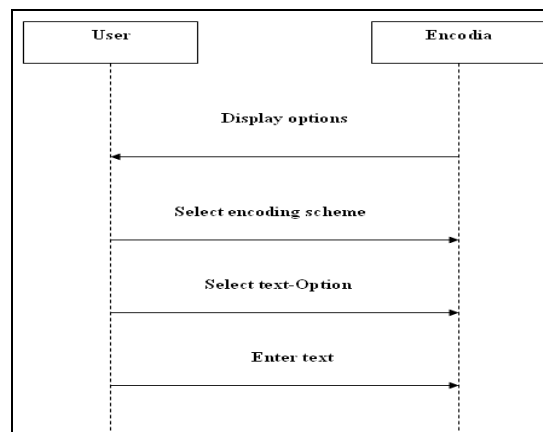 User
Encodia
Display options
Select encoding scheme
Select text-Option
Enter text